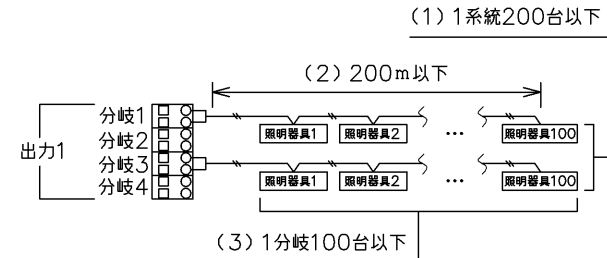 （1）1系統200台以下
（2）200m以下
出力1
分岐1
分岐2
分岐3
分岐4
照明器具1 照明器具2 … 照明器具100
照明器具1 照明器具2 … 照明器具100
（3）1分岐100台以下